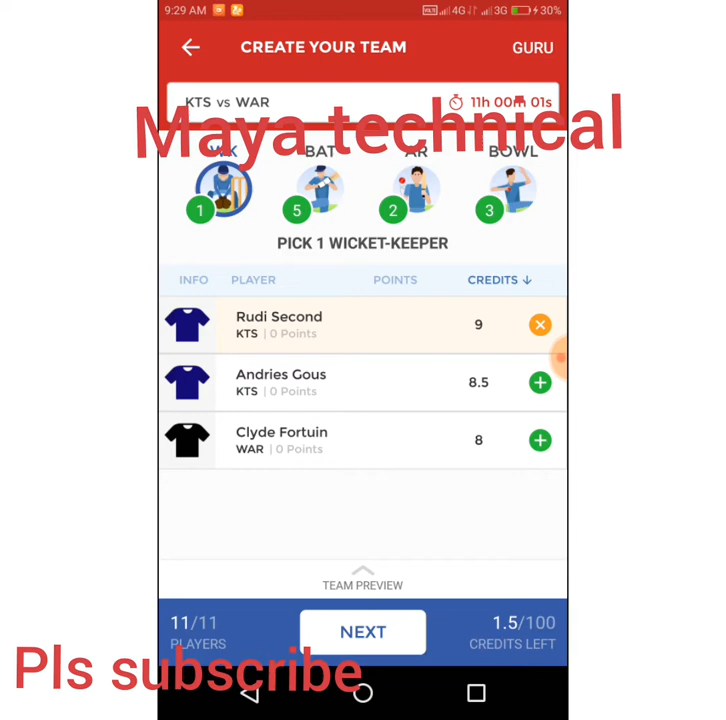 9:29 AM 4G 3G 30%
CREATE YOUR TEAM GURU
KTS vs WAR 11h 00m 01s
Maya technical
WK BAT AR BOWL
1 5 2 3
PICK 1 WICKET-KEEPER
INFO PLAYER POINTS CREDITS ↓
Rudi Second 9
KTS | 0 Points
Andries Gous 8.5
KTS | 0 Points
Clyde Fortuin 8
WAR | 0 Points
TEAM PREVIEW
11/11 NEXT 1.5/100
PLAYERS CREDITS LEFT
Pls subscribe